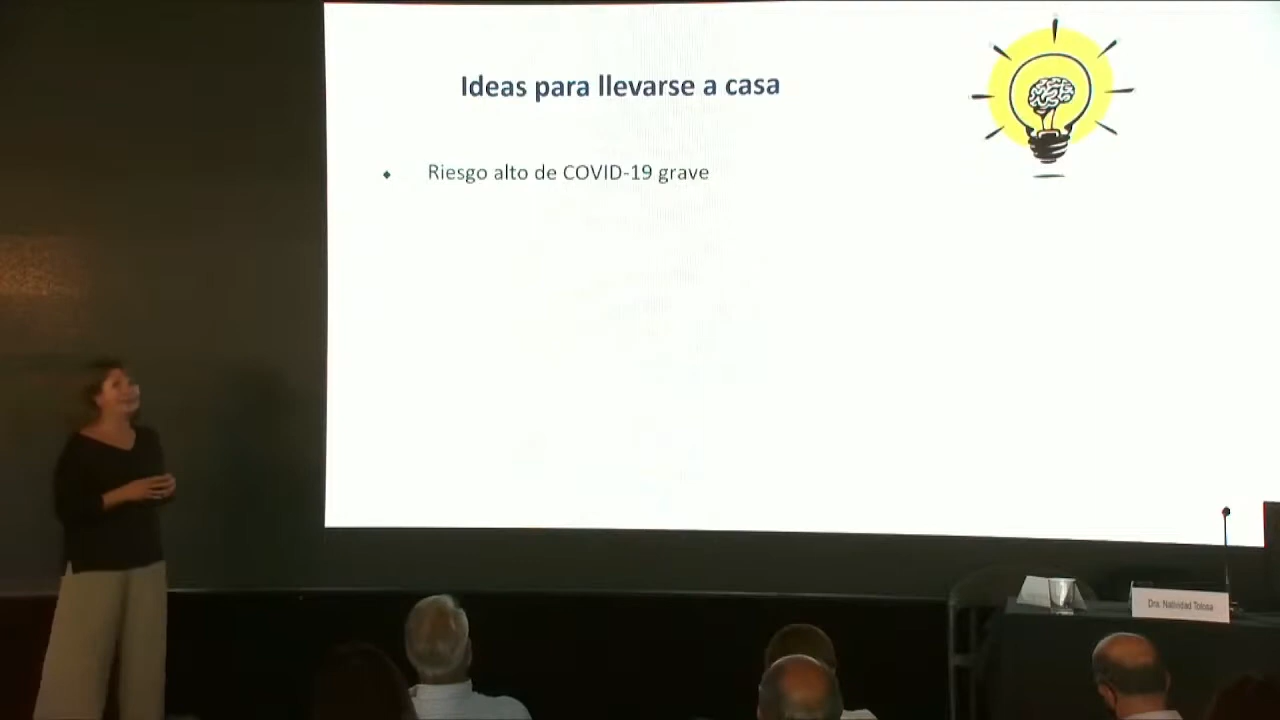 Ideas para llevarse a casa
Riesgo alto de COVID-19 grave
Dra. Natividad Tolosa